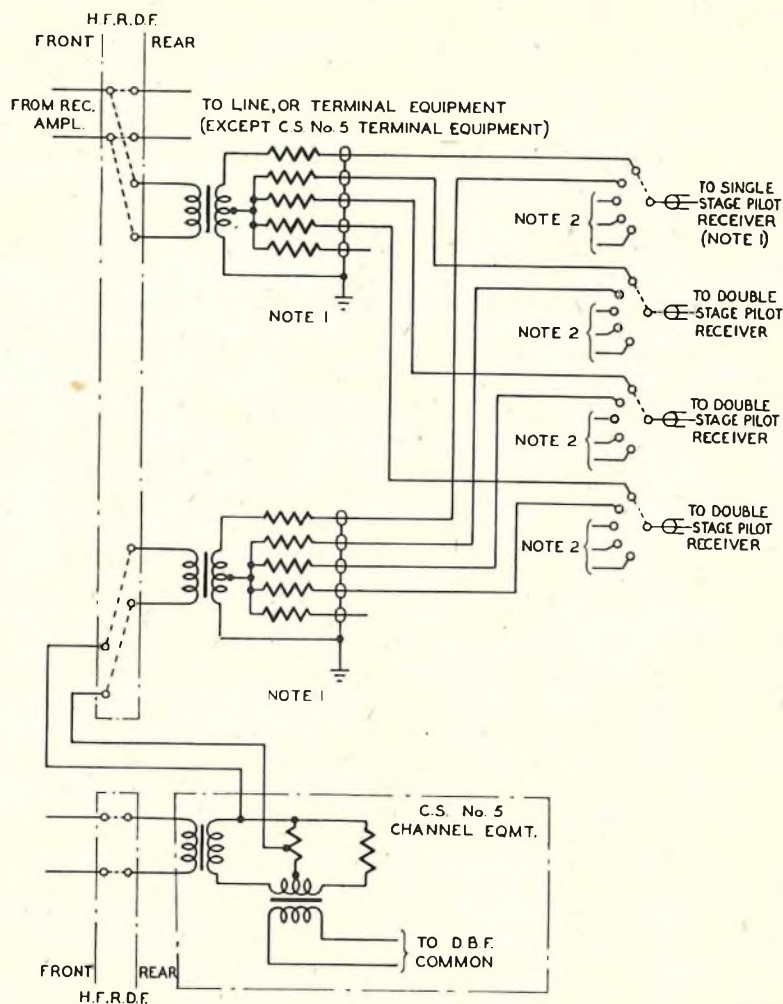 H.F.R.D.F.
FRONT REAR
FROM REC.
AMPL.
TO LINE, OR TERMINAL EQUIPMENT
(EXCEPT C.S. No. 5 TERMINAL EQUIPMENT)
NOTE 1
NOTE 2
TO SINGLE
STAGE PILOT
RECEIVER
(NOTE 1)
NOTE 2
TO DOUBLE
STAGE PILOT
RECEIVER
NOTE 2
TO DOUBLE
STAGE PILOT
RECEIVER
NOTE 2
TO DOUBLE
STAGE PILOT
RECEIVER
NOTE 1
C.S. No. 5
CHANNEL EQMT.
TO D.B.F.
COMMON
FRONT REAR
H.F.R.D.F.